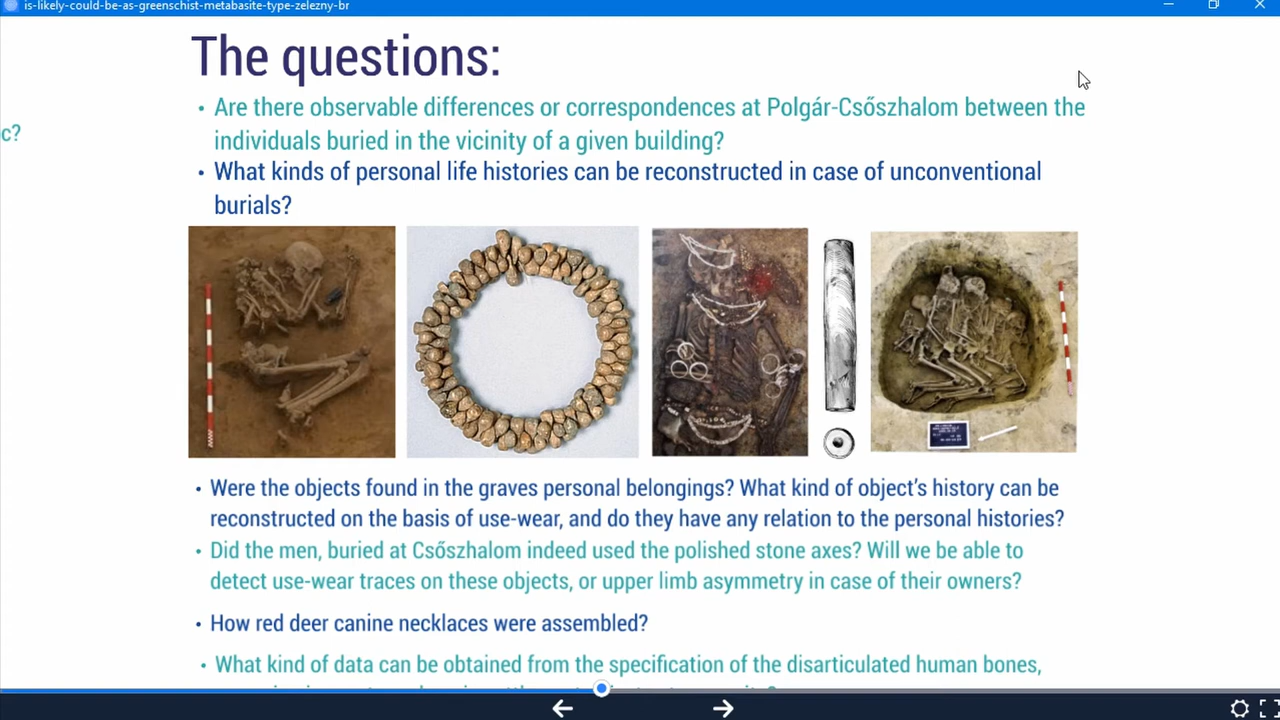 is-likely-could-be-as-greenschist-metabasite-type-zelezny-br
The questions:
c?
• Are there observable differences or correspondences at Polgár-Csőszhalom between the
individuals buried in the vicinity of a given building?
• What kinds of personal life histories can be reconstructed in case of unconventional
burials?
• Were the objects found in the graves personal belongings? What kind of object's history can be
reconstructed on the basis of use-wear, and do they have any relation to the personal histories?
• Did the men, buried at Csőszhalom indeed used the polished stone axes? Will we be able to
detect use-wear traces on these objects, or upper limb asymmetry in case of their owners?
• How red deer canine necklaces were assembled?
• What kind of data can be obtained from the specification of the disarticulated human bones,